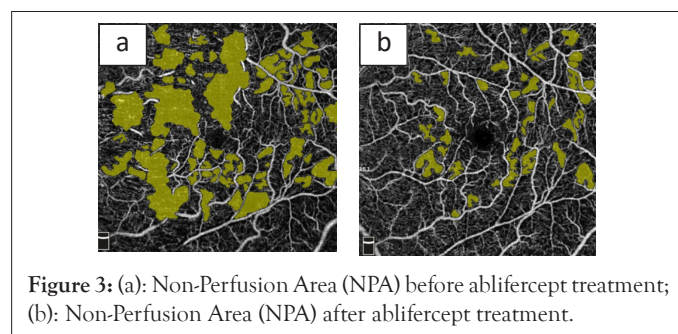 a
b
Figure 3: (a): Non-Perfusion Area (NPA) before ablifercept treatment;
(b): Non-Perfusion Area (NPA) after ablifercept treatment.